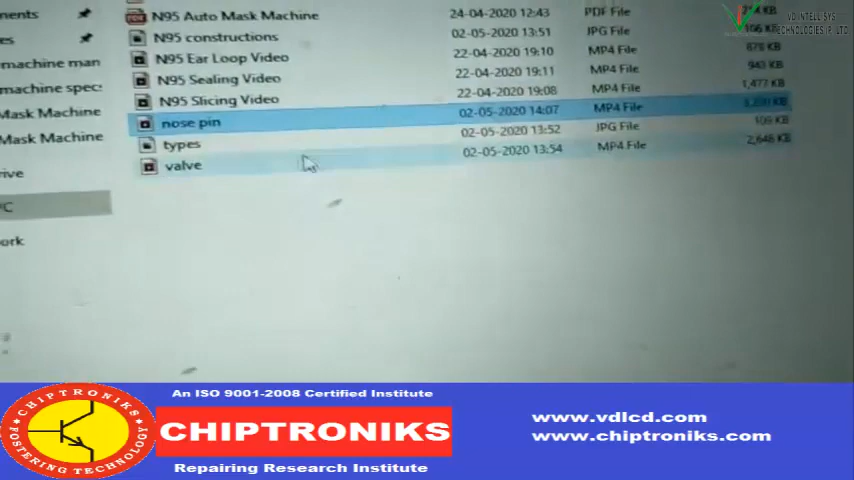 ments
N95 Auto Mask Machine 24-04-2020 12:43 PDF File
N95 constructions 02-05-2020 13:51 JPG File 106 KB
machine man N95 Ear Loop Video 22-04-2020 19:10 MP4 File 878 KB
machine spec N95 Sealing Video 22-04-2020 19:11 MP4 File 943 KB
Mask Machine N95 Slicing Video 22-04-2020 19:08 MP4 File 1,477 KB
nose pin 02-05-2020 14:07 MP4 File
Mask Machine types 02-05-2020 13:52 JPG File 109 KB
rive valve 02-05-2020 13:54 MP4 File 2,648 KB
PC
ork
VD INTELLISYS
TECHNOLOGIES (P. LTD
An ISO 9001-2008 Certified Institute
CHIPTRONIKS
Repairing Research Institute
www.vdlcd.com
www.chiptroniks.com
CHIPTRONIKS
FOSTERING TECHNOLOGY